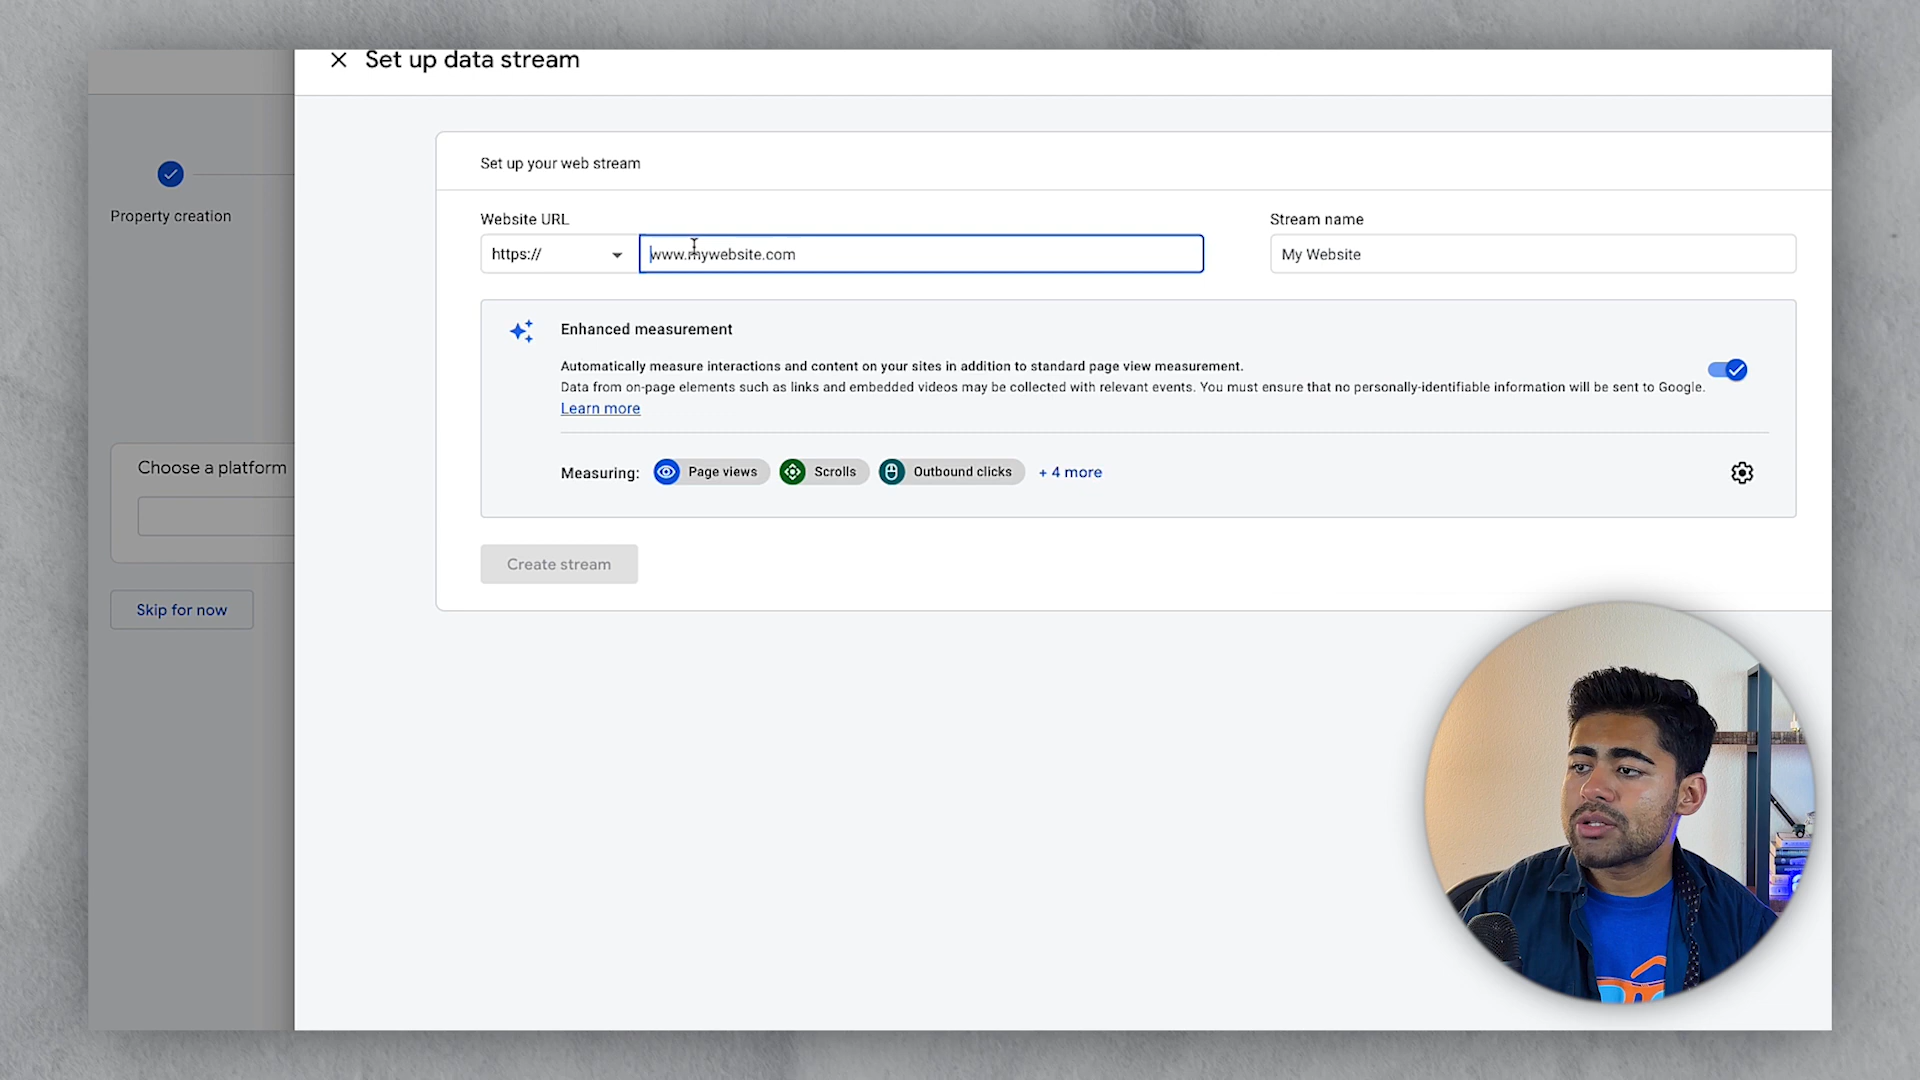 Set up data stream
Property creation
Set up your web stream
Website URL
Stream name
https://
www.mywebsite.com
My Website
Enhanced measurement
Automatically measure interactions and content on your sites in addition to standard page view measurement.
Data from on-page elements such as links and embedded videos may be collected with relevant events. You must ensure that no personally-identifiable information will be sent to Google.
Learn more
Measuring:
Page views
Scrolls
Outbound clicks
+ 4 more
Choose a platform
Create stream
Skip for now